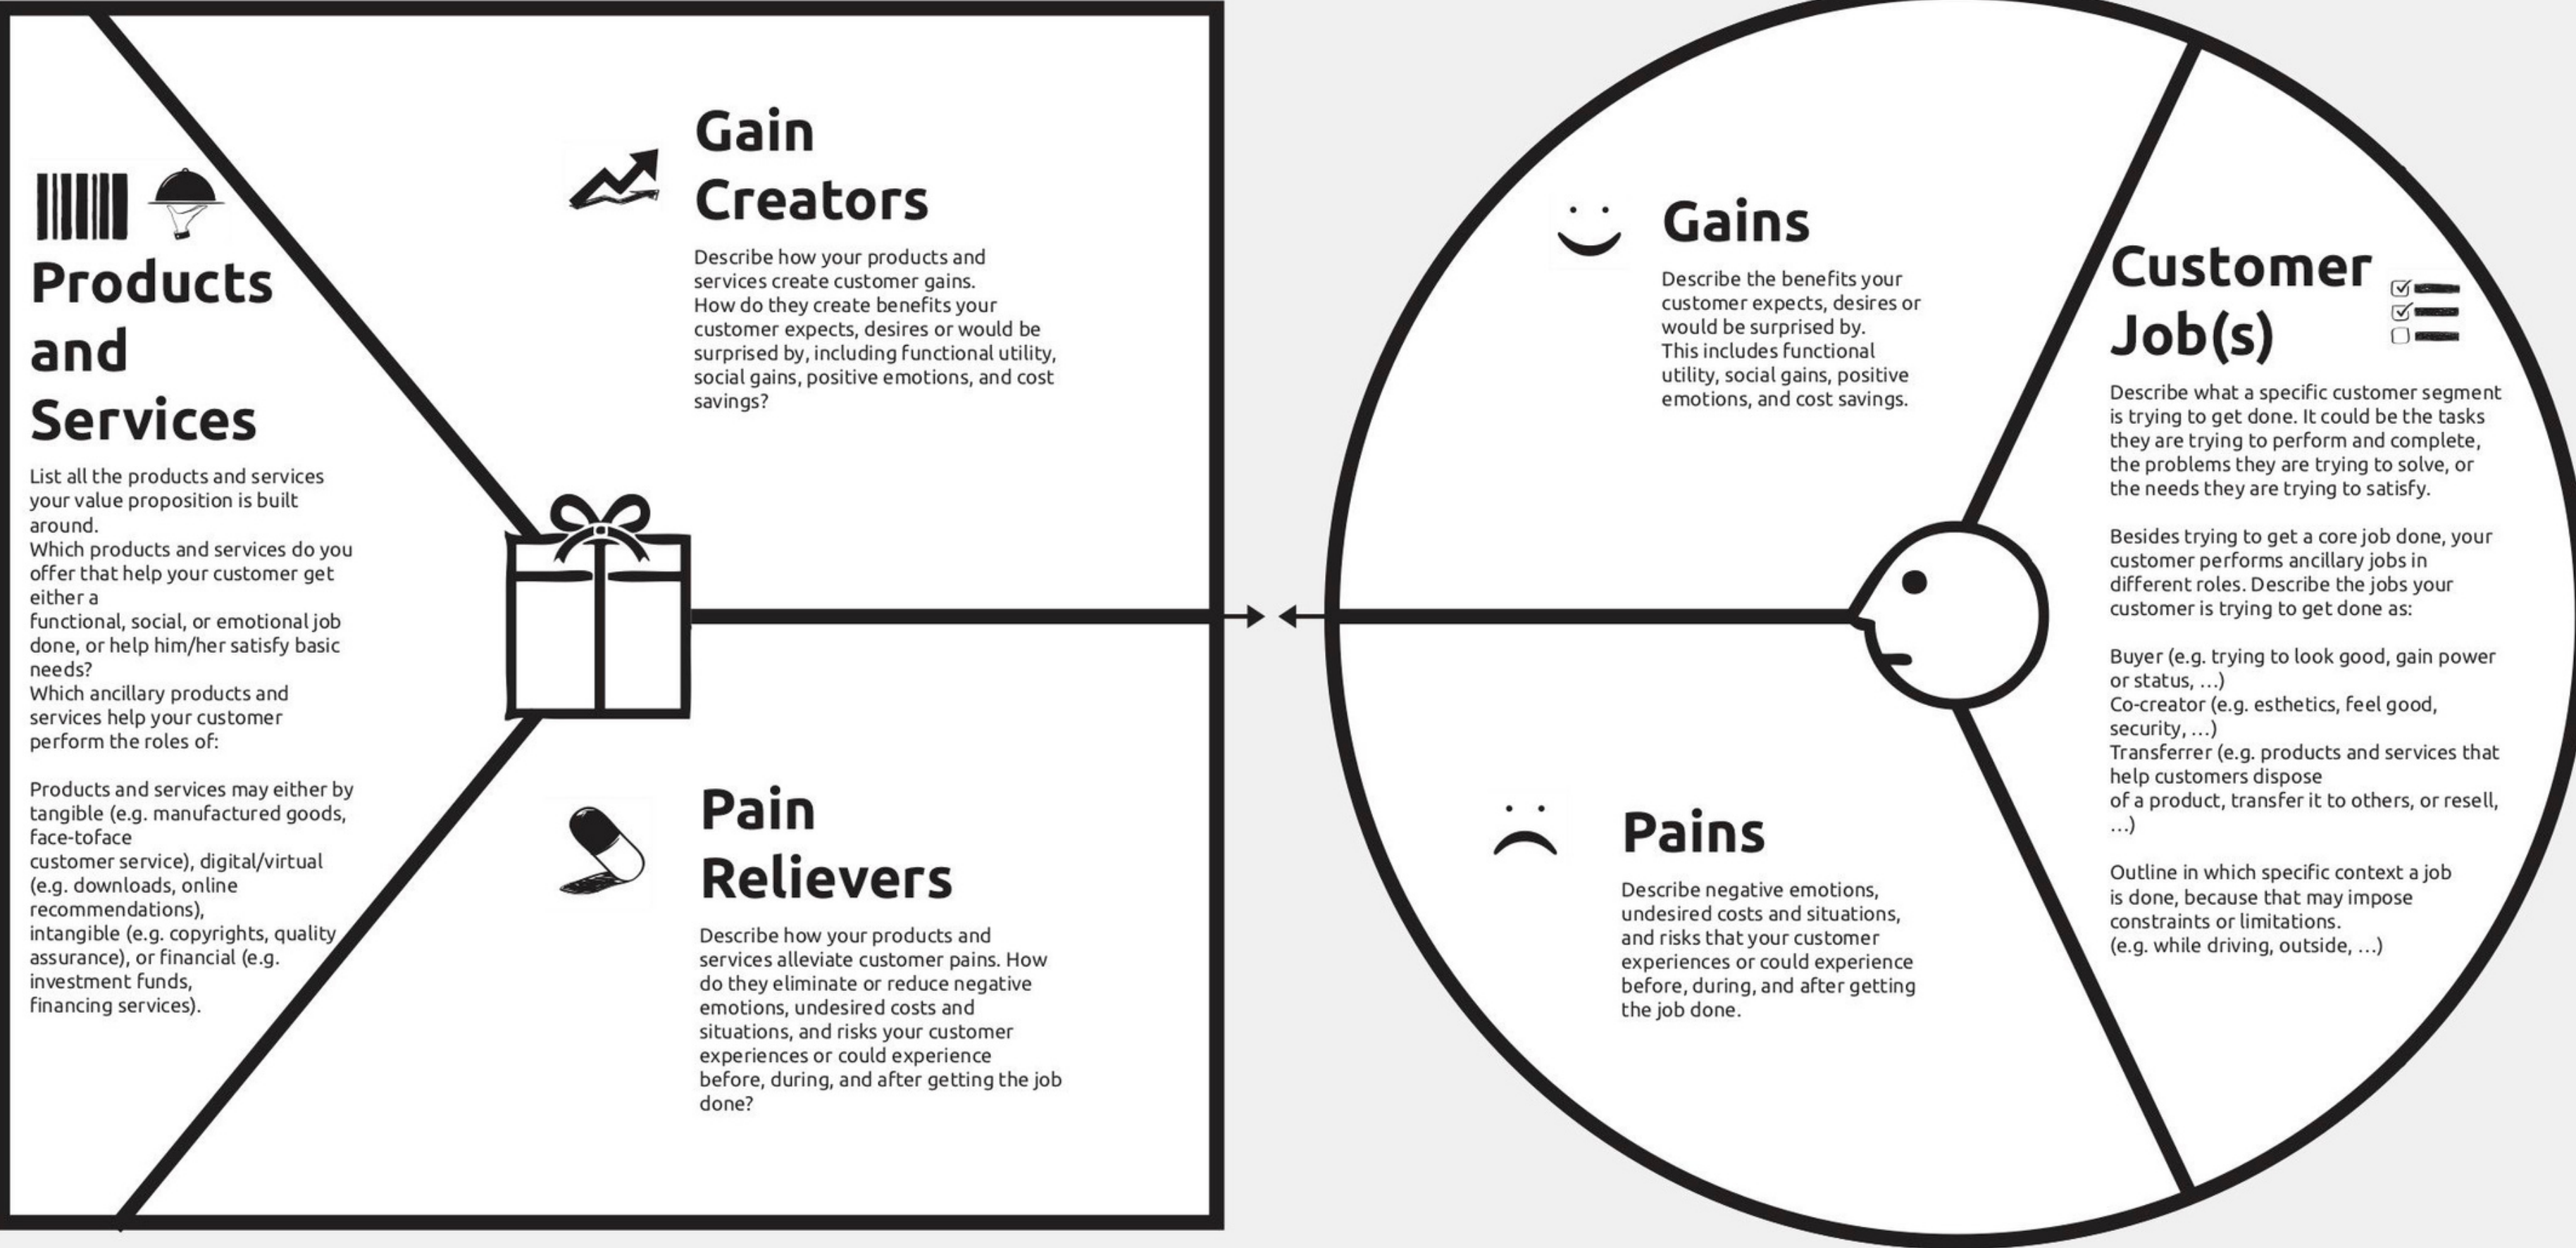 Products
and
Services
List all the products and services
your value proposition is built
around.
Which products and services do you
offer that help your customer get
either a
functional, social, or emotional job
done, or help him/her satisfy basic
needs?
Which ancillary products and
services help your customer
perform the roles of:
Products and services may either by
tangible (e.g. manufactured goods,
face-toface
customer service), digital/virtual
(e.g. downloads, online
recommendations),
intangible (e.g. copyrights, quality
assurance), or financial (e.g.
investment funds,
financing services).
Gain
Creators
Describe how your products and
services create customer gains.
How do they create benefits your
customer expects, desires or would be
surprised by, including functional utility,
social gains, positive emotions, and cost
savings?
Pain
Relievers
Describe how your products and
services alleviate customer pains. How
do they eliminate or reduce negative
emotions, undesired costs and
situations, and risks your customer
experiences or could experience
before, during, and after getting the job
done?
Gains
Describe the benefits your
customer expects, desires or
would be surprised by.
This includes functional
utility, social gains, positive
emotions, and cost savings.
Pains
Describe negative emotions,
undesired costs and situations,
and risks that your customer
experiences or could experience
before, during, and after getting
the job done.
Customer
Job(s)
Describe what a specific customer segment
is trying to get done. It could be the tasks
they are trying to perform and complete,
the problems they are trying to solve, or
the needs they are trying to satisfy.
Besides trying to get a core job done, your
customer performs ancillary jobs in
different roles. Describe the jobs your
customer is trying to get done as:
Buyer (e.g. trying to look good, gain power
or status, …)
Co-creator (e.g. esthetics, feel good,
security, …)
Transferrer (e.g. products and services that
help customers dispose
of a product, transfer it to others, or resell,
…)
Outline in which specific context a job
is done, because that may impose
constraints or limitations.
(e.g. while driving, outside, …)